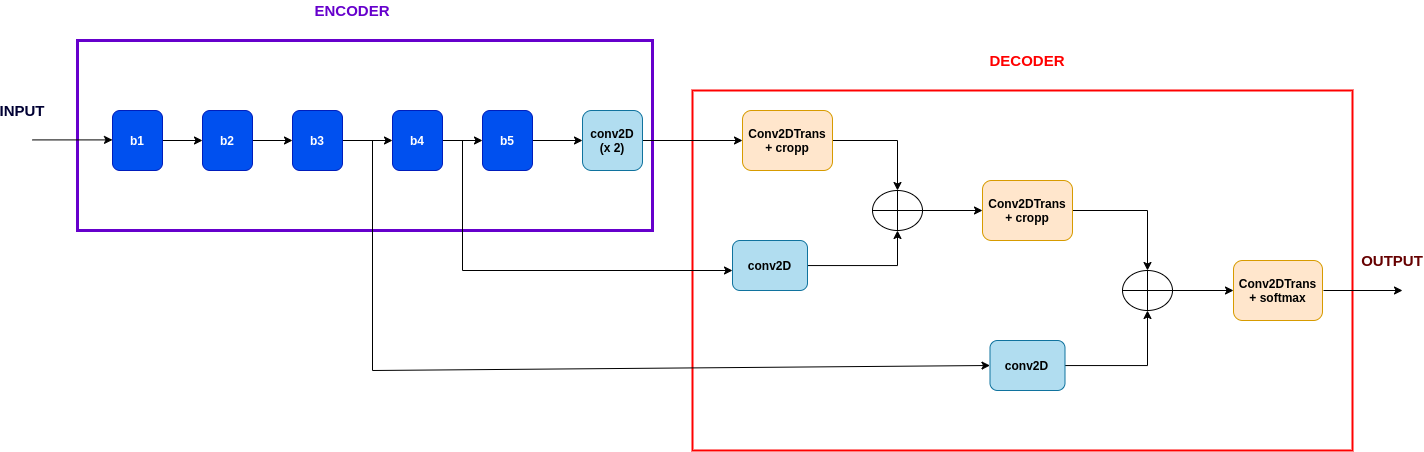 ENCODER
DECODER
INPUT
b1
b2
b3
b4
b5
conv2D
(x 2)
Conv2DTrans
+ cropp
Conv2DTrans
+ cropp
conv2D
OUTPUT
Conv2DTrans
+ softmax
conv2D